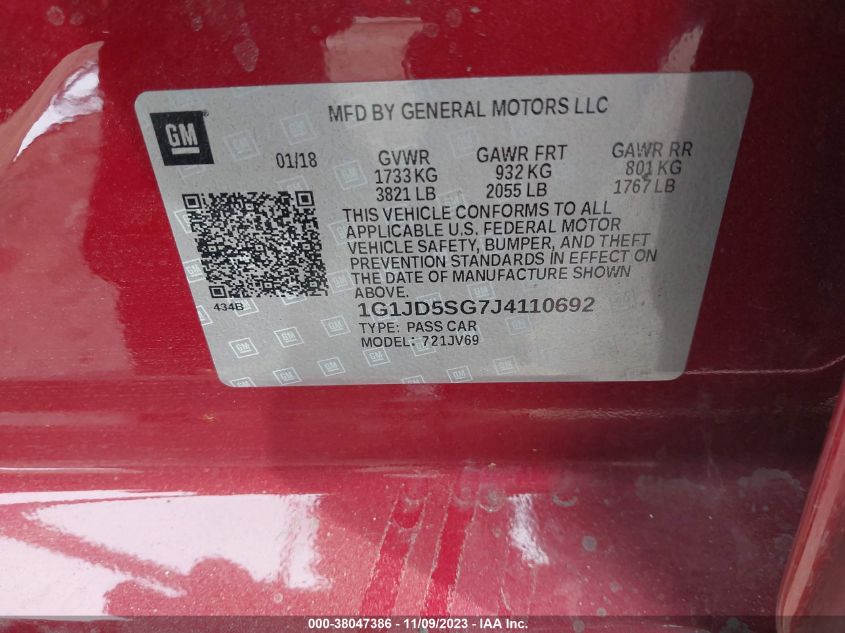 MFD BY GENERAL MOTORS LLC
GM
01/18 GVWR GAWR FRT GAWR RR
1733 KG 932 KG 801 KG
3821 LB 2055 LB 1767 LB
THIS VEHICLE CONFORMS TO ALL
APPLICABLE U.S. FEDERAL MOTOR
VEHICLE SAFETY, BUMPER, AND THEFT
PREVENTION STANDARDS IN EFFECT ON
THE DATE OF MANUFACTURE SHOWN
ABOVE.
434B
1G1JD5SG7J4110692
TYPE: PASS CAR
MODEL: 721JV69
000-38047386 - 11/09/2023 - IAA Inc.